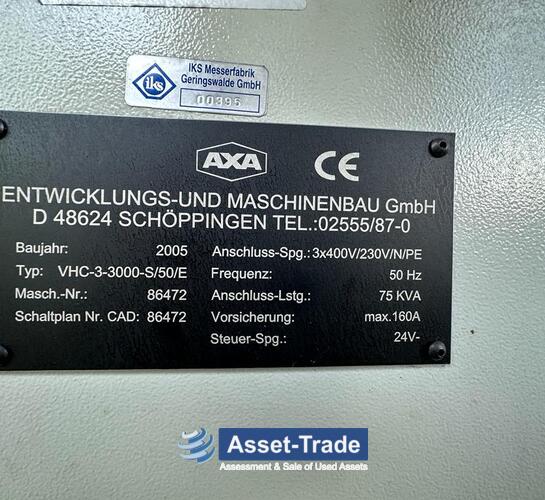 iks
IKS Messerfabrik
Geringswalde GmbH
00395
AXA CE
ENTWICKLUNGS-UND MASCHINENBAU GmbH
D 48624 SCHÖPPINGEN TEL.:02555/87-0
Baujahr: 2005 Anschluss-Spg.: 3x400V/230V/N/PE
Typ: VHC-3-3000-S/50/E Frequenz: 50 Hz
Masch.-Nr.: 86472 Anschluss-Lstg.: 75 KVA
Schaltplan Nr. CAD: 86472 Vorsicherung: max.160A
Steuer-Spg.: 24V-
Asset-Trade
Assessment & Sale of Used Assets